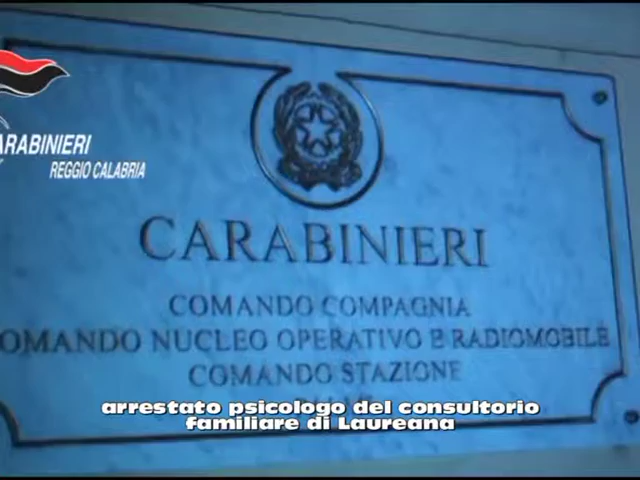 CARABINIERI
REGGIO CALABRIA
CARABINIERI
COMANDO COMPAGNIA
COMANDO NUCLEO OPERATIVO E RADIOMOBILE
COMANDO STAZIONE
arrestato psicologo del consultorio
familiare di Laureana